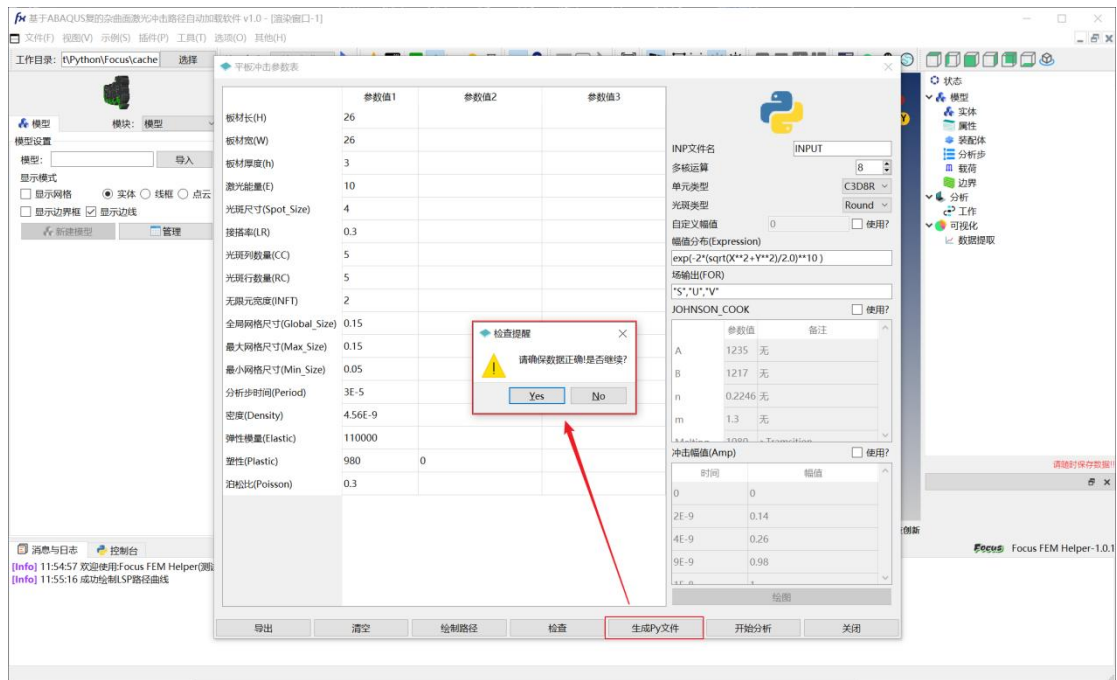 基于ABAQUS复的杂曲面激光冲击路径自动加载软件 v1.0 - [渲染窗口-1]
文件(F) 视图(V) 示例(S) 插件(P) 工具(T) 选项(O) 其他(H)
工作目录: t\Python\Focus\cache 选择
模型 模块: 模型
模型设置
模型: 导入
显示模式
显示网格 实体 线框 点云
显示边界框 显示边线
新建模型 管理
平板冲击参数表
参数值1 参数值2 参数值3
板材长(H) 26
板材宽(W) 26
板材厚度(h) 3
激光能量(E) 10
光斑尺寸(Spot_Size) 4
接搭率(LR) 0.3
光斑列数量(CC) 5
光斑行数量(RC) 5
无限元宽度(INFT) 2
全局网格尺寸(Global_Size) 0.15
最大网格尺寸(Max_Size) 0.15
最小网格尺寸(Min_Size) 0.05
分析步时间(Period) 3E-5
密度(Density) 4.56E-9
弹性模量(Elastic) 110000
塑性(Plastic) 980 0
泊松比(Poisson) 0.3
INP文件名 INPUT
多核运算 8
单元类型 C3D8R
光斑类型 Round
自定义幅值 0 使用?
幅值分布(Expression)
exp(-2*(sqrt(X**2+Y**2)/2.0)**10 )
场输出(FOR)
"S","U","V"
JOHNSON_COOK 使用?
参数值 备注
A 1235 无
B 1217 无
n 0.2246 无
m 1.3 无
冲击幅值(Amp) 使用?
时间 幅值
0 0
2E-9 0.14
4E-9 0.26
9E-9 0.98
绘图
检查提醒
请确保数据正确!是否继续?
Yes No
导出 清空 绘制路径 检查 生成Py文件 开始分析 关闭
状态
模型
实体
属性
装配体
分析步
载荷
边界
分析
工作
可视化
数据提取
请随时保存数据!!
创新
Focus Focus FEM Helper-1.0.1
消息与日志 控制台
[Info] 11:54:57 欢迎使用:Focus FEM Helper(测
[Info] 11:55:16 成功绘制LSP路径曲线